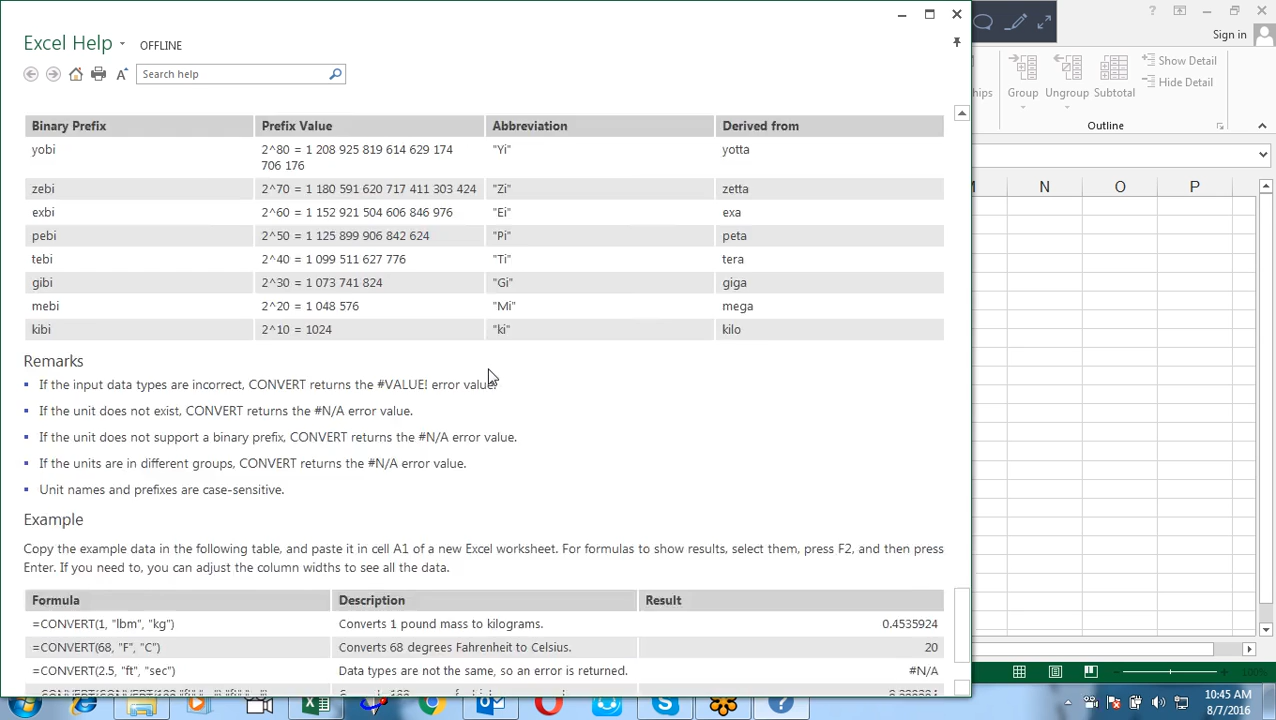 Excel Help OFFLINE
Sign in
Search help
Show Detail
Hide Detail
Group Ungroup Subtotal
Outline
Binary Prefix Prefix Value Abbreviation Derived from
yobi 2^80 = 1 208 925 819 614 629 174 "Yi" yotta
706 176
zebi 2^70 = 1 180 591 620 717 411 303 424 "Zi" zetta
exbi 2^60 = 1 152 921 504 606 846 976 "Ei" exa
pebi 2^50 = 1 125 899 906 842 624 "Pi" peta
tebi 2^40 = 1 099 511 627 776 "Ti" tera
gibi 2^30 = 1 073 741 824 "Gi" giga
mebi 2^20 = 1 048 576 "Mi" mega
kibi 2^10 = 1024 "ki" kilo
N O P
Remarks
If the input data types are incorrect, CONVERT returns the #VALUE! error value.
If the unit does not exist, CONVERT returns the #N/A error value.
If the unit does not support a binary prefix, CONVERT returns the #N/A error value.
If the units are in different groups, CONVERT returns the #N/A error value.
Unit names and prefixes are case-sensitive.
Example
Copy the example data in the following table, and paste it in cell A1 of a new Excel worksheet. For formulas to show results, select them, press F2, and then press
Enter. If you need to, you can adjust the column widths to see all the data.
Formula Description Result
=CONVERT(1, "lbm", "kg") Converts 1 pound mass to kilograms. 0.4535924
=CONVERT(68, "F", "C") Converts 68 degrees Fahrenheit to Celsius. 20
=CONVERT(2.5, "ft", "sec") Data types are not the same, so an error is returned. #N/A
10:45 AM
8/7/2016